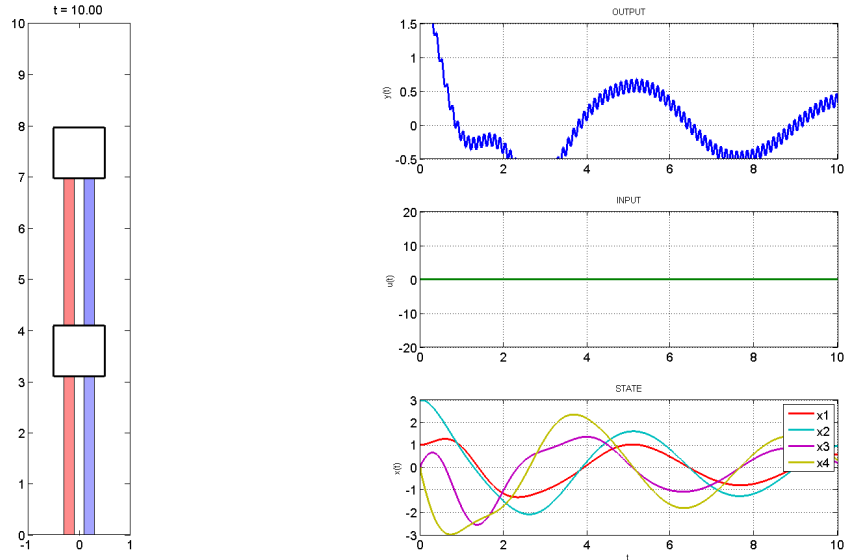 t = 10.00
10
9
8
7
6
5
4
3
2
1
0
-1 0 1
OUTPUT
y(t)
1.5
1
0.5
0
-0.5
0 2 4 6 8 10
INPUT
u(t)
20
10
0
-10
-20
0 2 4 6 8 10
STATE
x(t)
3
2
1
0
-1
-2
-3
x1
x2
x3
x4
0 2 4 6 8 10
t